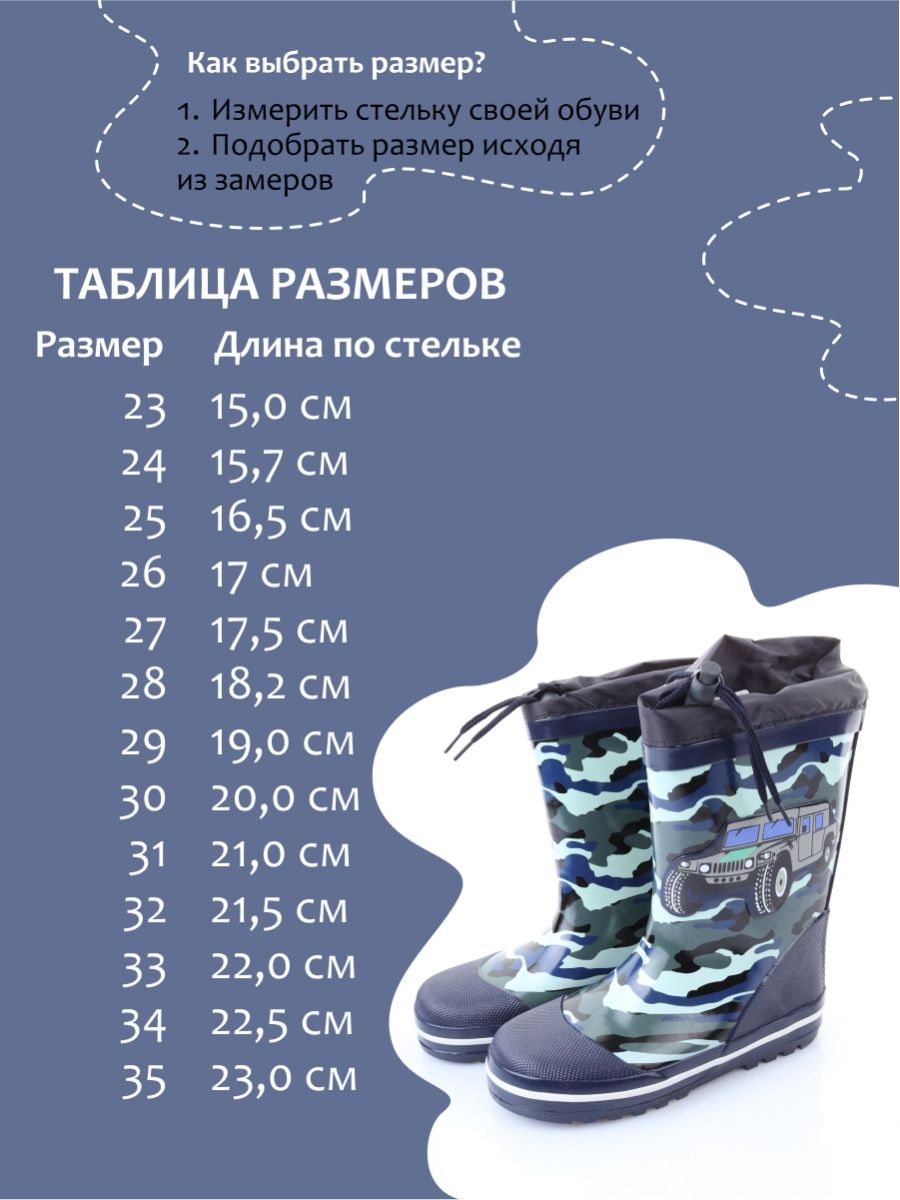 Как выбрать размер?
1. Измерить стельку своей обуви
2. Подобрать размер исходя
из замеров
ТАБЛИЦА РАЗМЕРОВ
Размер Длина по стельке
23 15,0 см
24 15,7 см
25 16,5 см
26 17 см
27 17,5 см
28 18,2 см
29 19,0 см
30 20,0 см
31 21,0 см
32 21,5 см
33 22,0 см
34 22,5 см
35 23,0 см